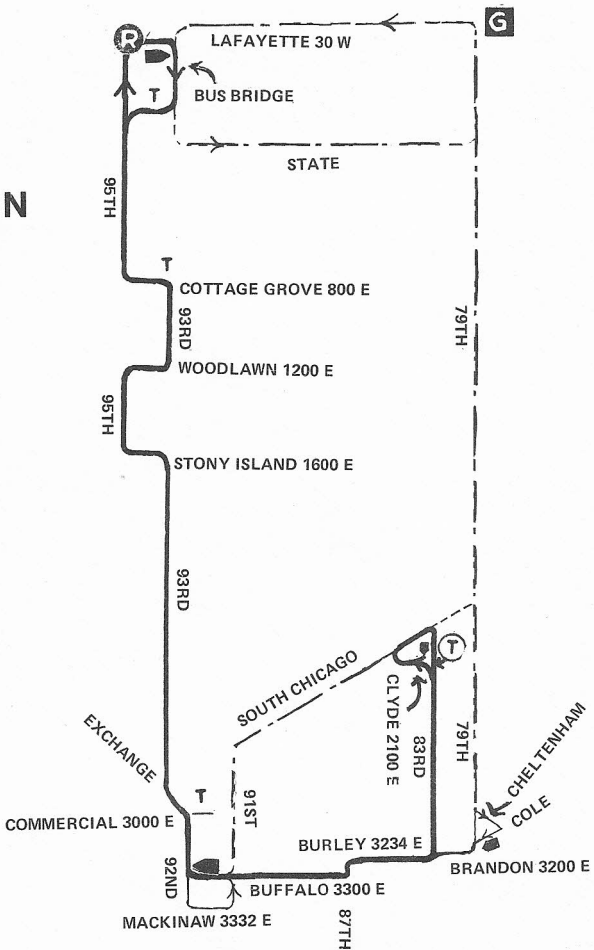 G
R
LAFAYETTE 30 W
BUS BRIDGE
T
STATE
95TH
N
T
COTTAGE GROVE 800 E
93RD
79TH
WOODLAWN 1200 E
95TH
STONY ISLAND 1600 E
93RD
T
SOUTH CHICAGO
CLYDE 2100 E
83RD
79TH
CHELTENHAM
EXCHANGE
T
COLE
COMMERCIAL 3000 E
91ST
BURLEY 3234 E
BRANDON 3200 E
92ND
BUFFALO 3300 E
MACKINAW 3332 E
87TH